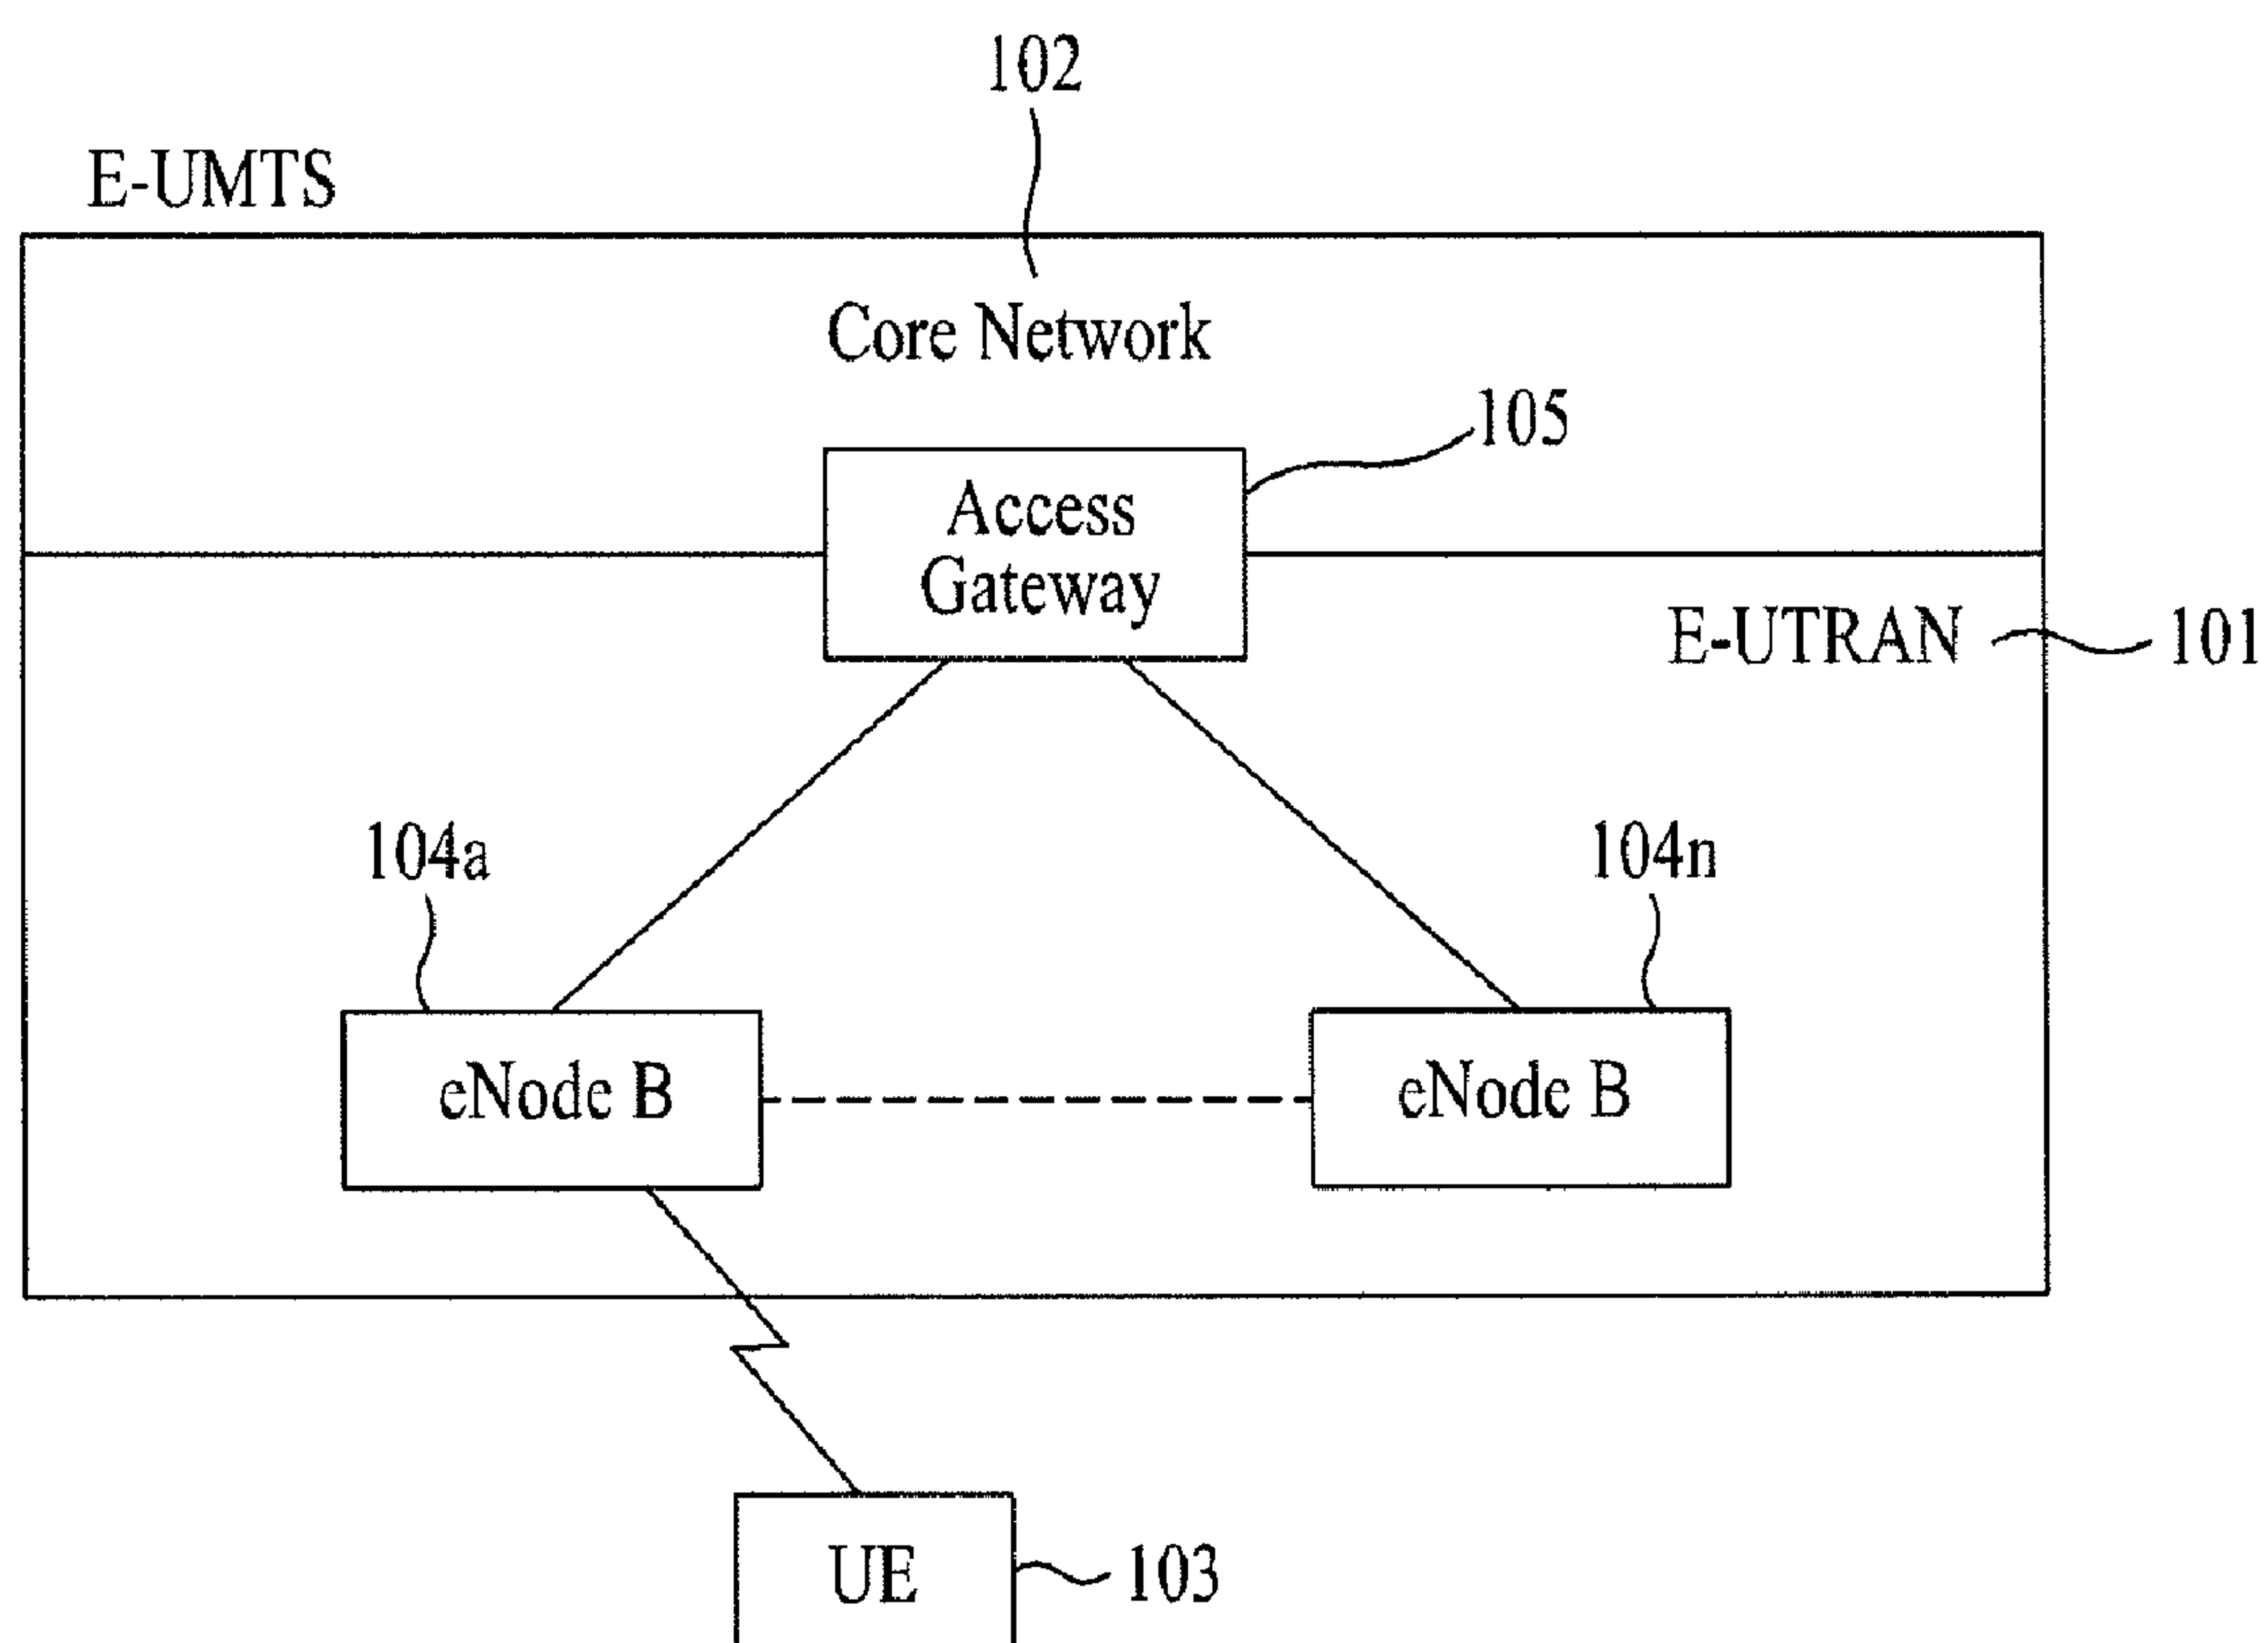 102
E-UMTS
Core Network
105
Access
Gateway
E-UTRAN
101
104a
104n
eNode B
eNode B
UE
103